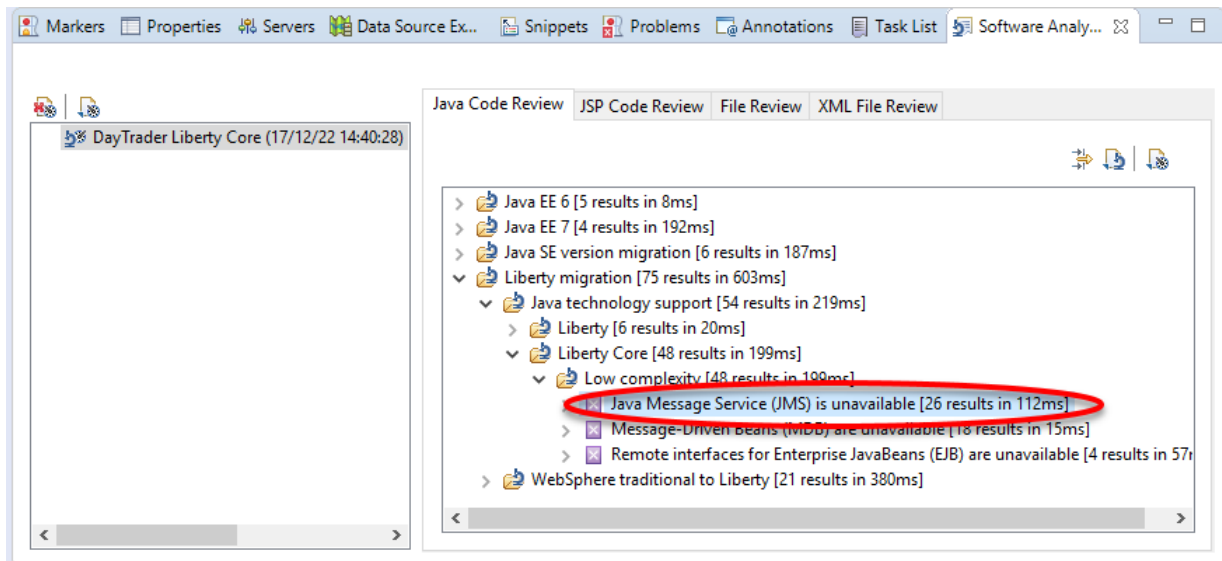 Markers Properties Servers Data Source Ex... Snippets Problems Annotations Task List Software Analy...
Java Code Review JSP Code Review File Review XML File Review
DayTrader Liberty Core (17/12/22 14:40:28)
Java EE 6 [5 results in 8ms]
Java EE 7 [4 results in 192ms]
Java SE version migration [6 results in 187ms]
Liberty migration [75 results in 603ms]
Java technology support [54 results in 219ms]
Liberty [6 results in 20ms]
Liberty Core [48 results in 199ms]
Low complexity [48 results in 199ms]
Java Message Service (JMS) is unavailable [26 results in 112ms]
Message-Driven Beans (MDB) are unavailable [18 results in 15ms]
Remote interfaces for Enterprise JavaBeans (EJB) are unavailable [4 results in 57
WebSphere traditional to Liberty [21 results in 380ms]